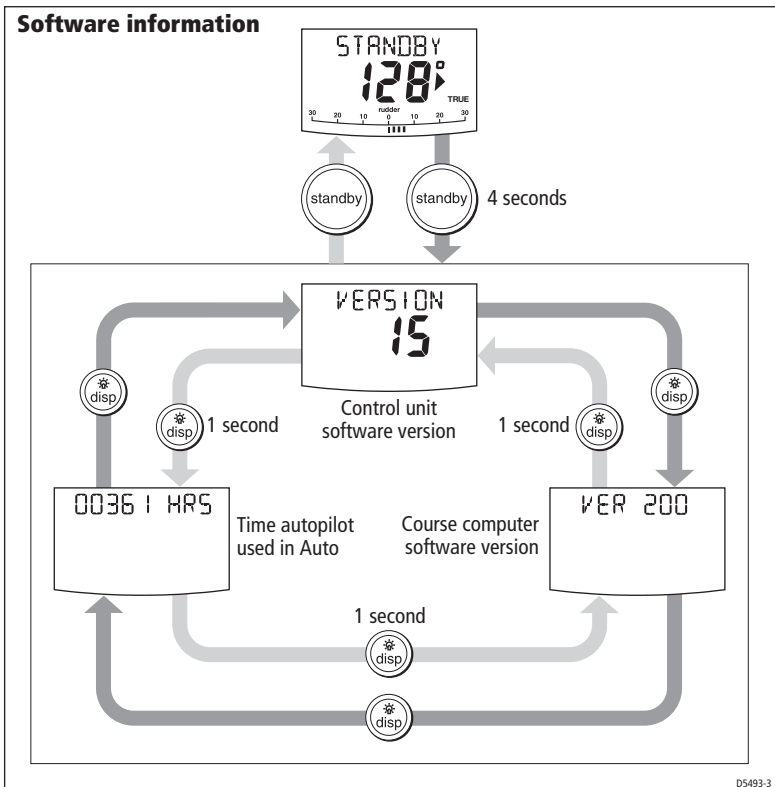 Software information
STANDBY
128°
TRUE
rudder
30 20 10 0 10 20 30
standby
standby
4 seconds
VERSION
15
disp
disp
disp
1 second
Control unit
software version
1 second
disp
00361 HRS
Time autopilot
used in Auto
Course computer
software version
VER 200
1 second
disp
disp
D5493-3